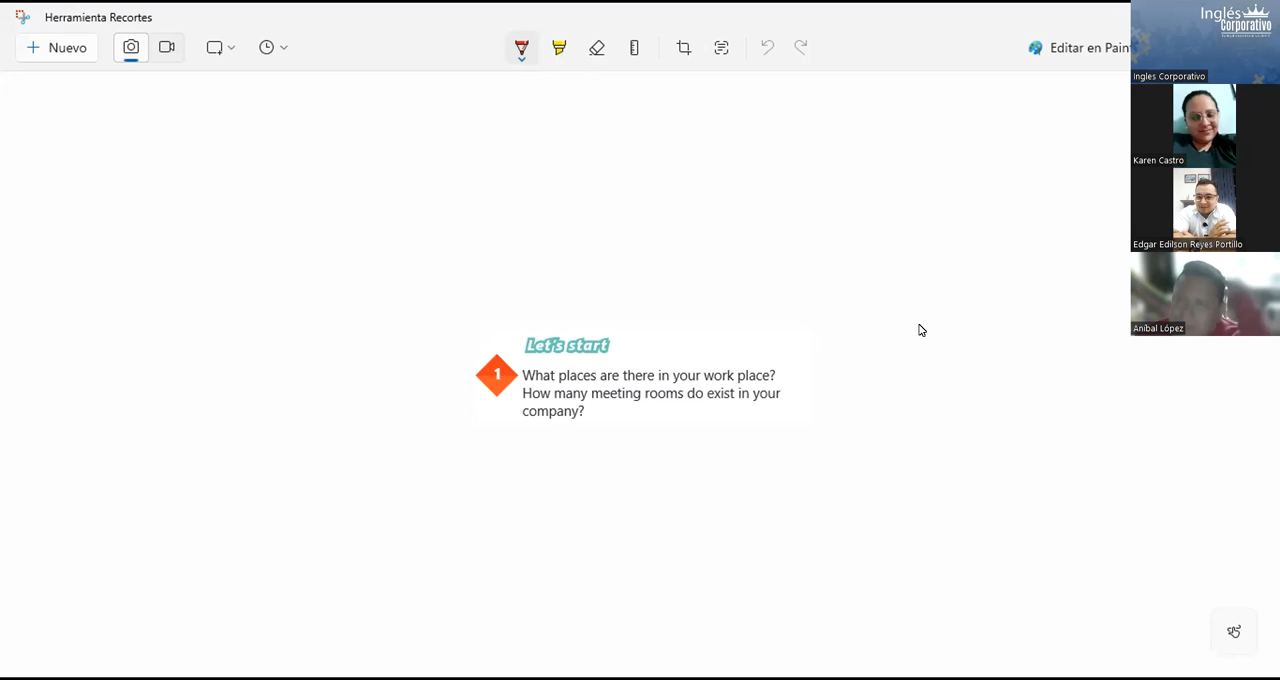 Herramienta Recortes
Nuevo
Editar en Paint
Inglés
Corporativo
Ingles Corporativo
Karen Castro
Edgar Edilson Reyes Portillo
Aníbal López
Let's start
1
What places are there in your work place?
How many meeting rooms do exist in your
company?